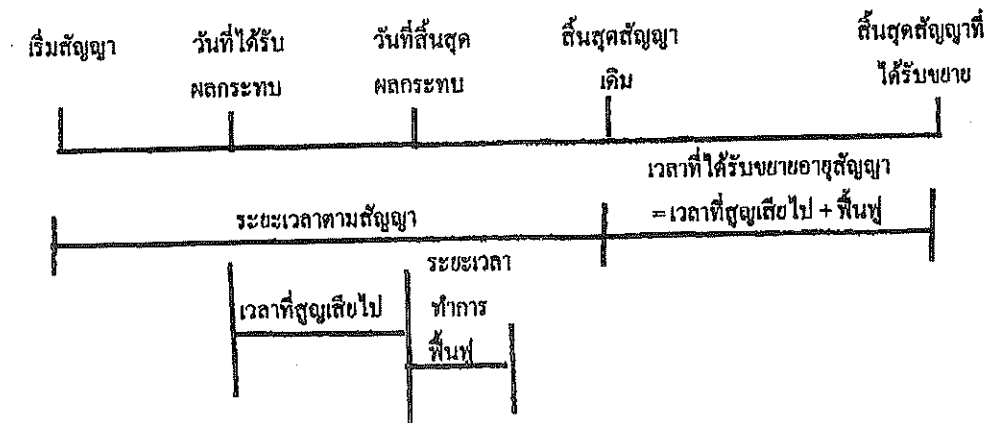 เริ่มสัญญา
วันที่ได้รับ
ผลกระทบ
วันที่สิ้นสุด
ผลกระทบ
สิ้นสุดสัญญา
เดิม
สิ้นสุดสัญญาที่
ได้รับขยาย
ระยะเวลาตามสัญญา
เวลาที่ได้รับขยายอายุสัญญา
=เวลาที่สูญเสียไป + ฟื้นฟู
เวลาที่สูญเสียไป
ระยะเวลา
ทำการ
ฟื้นฟู